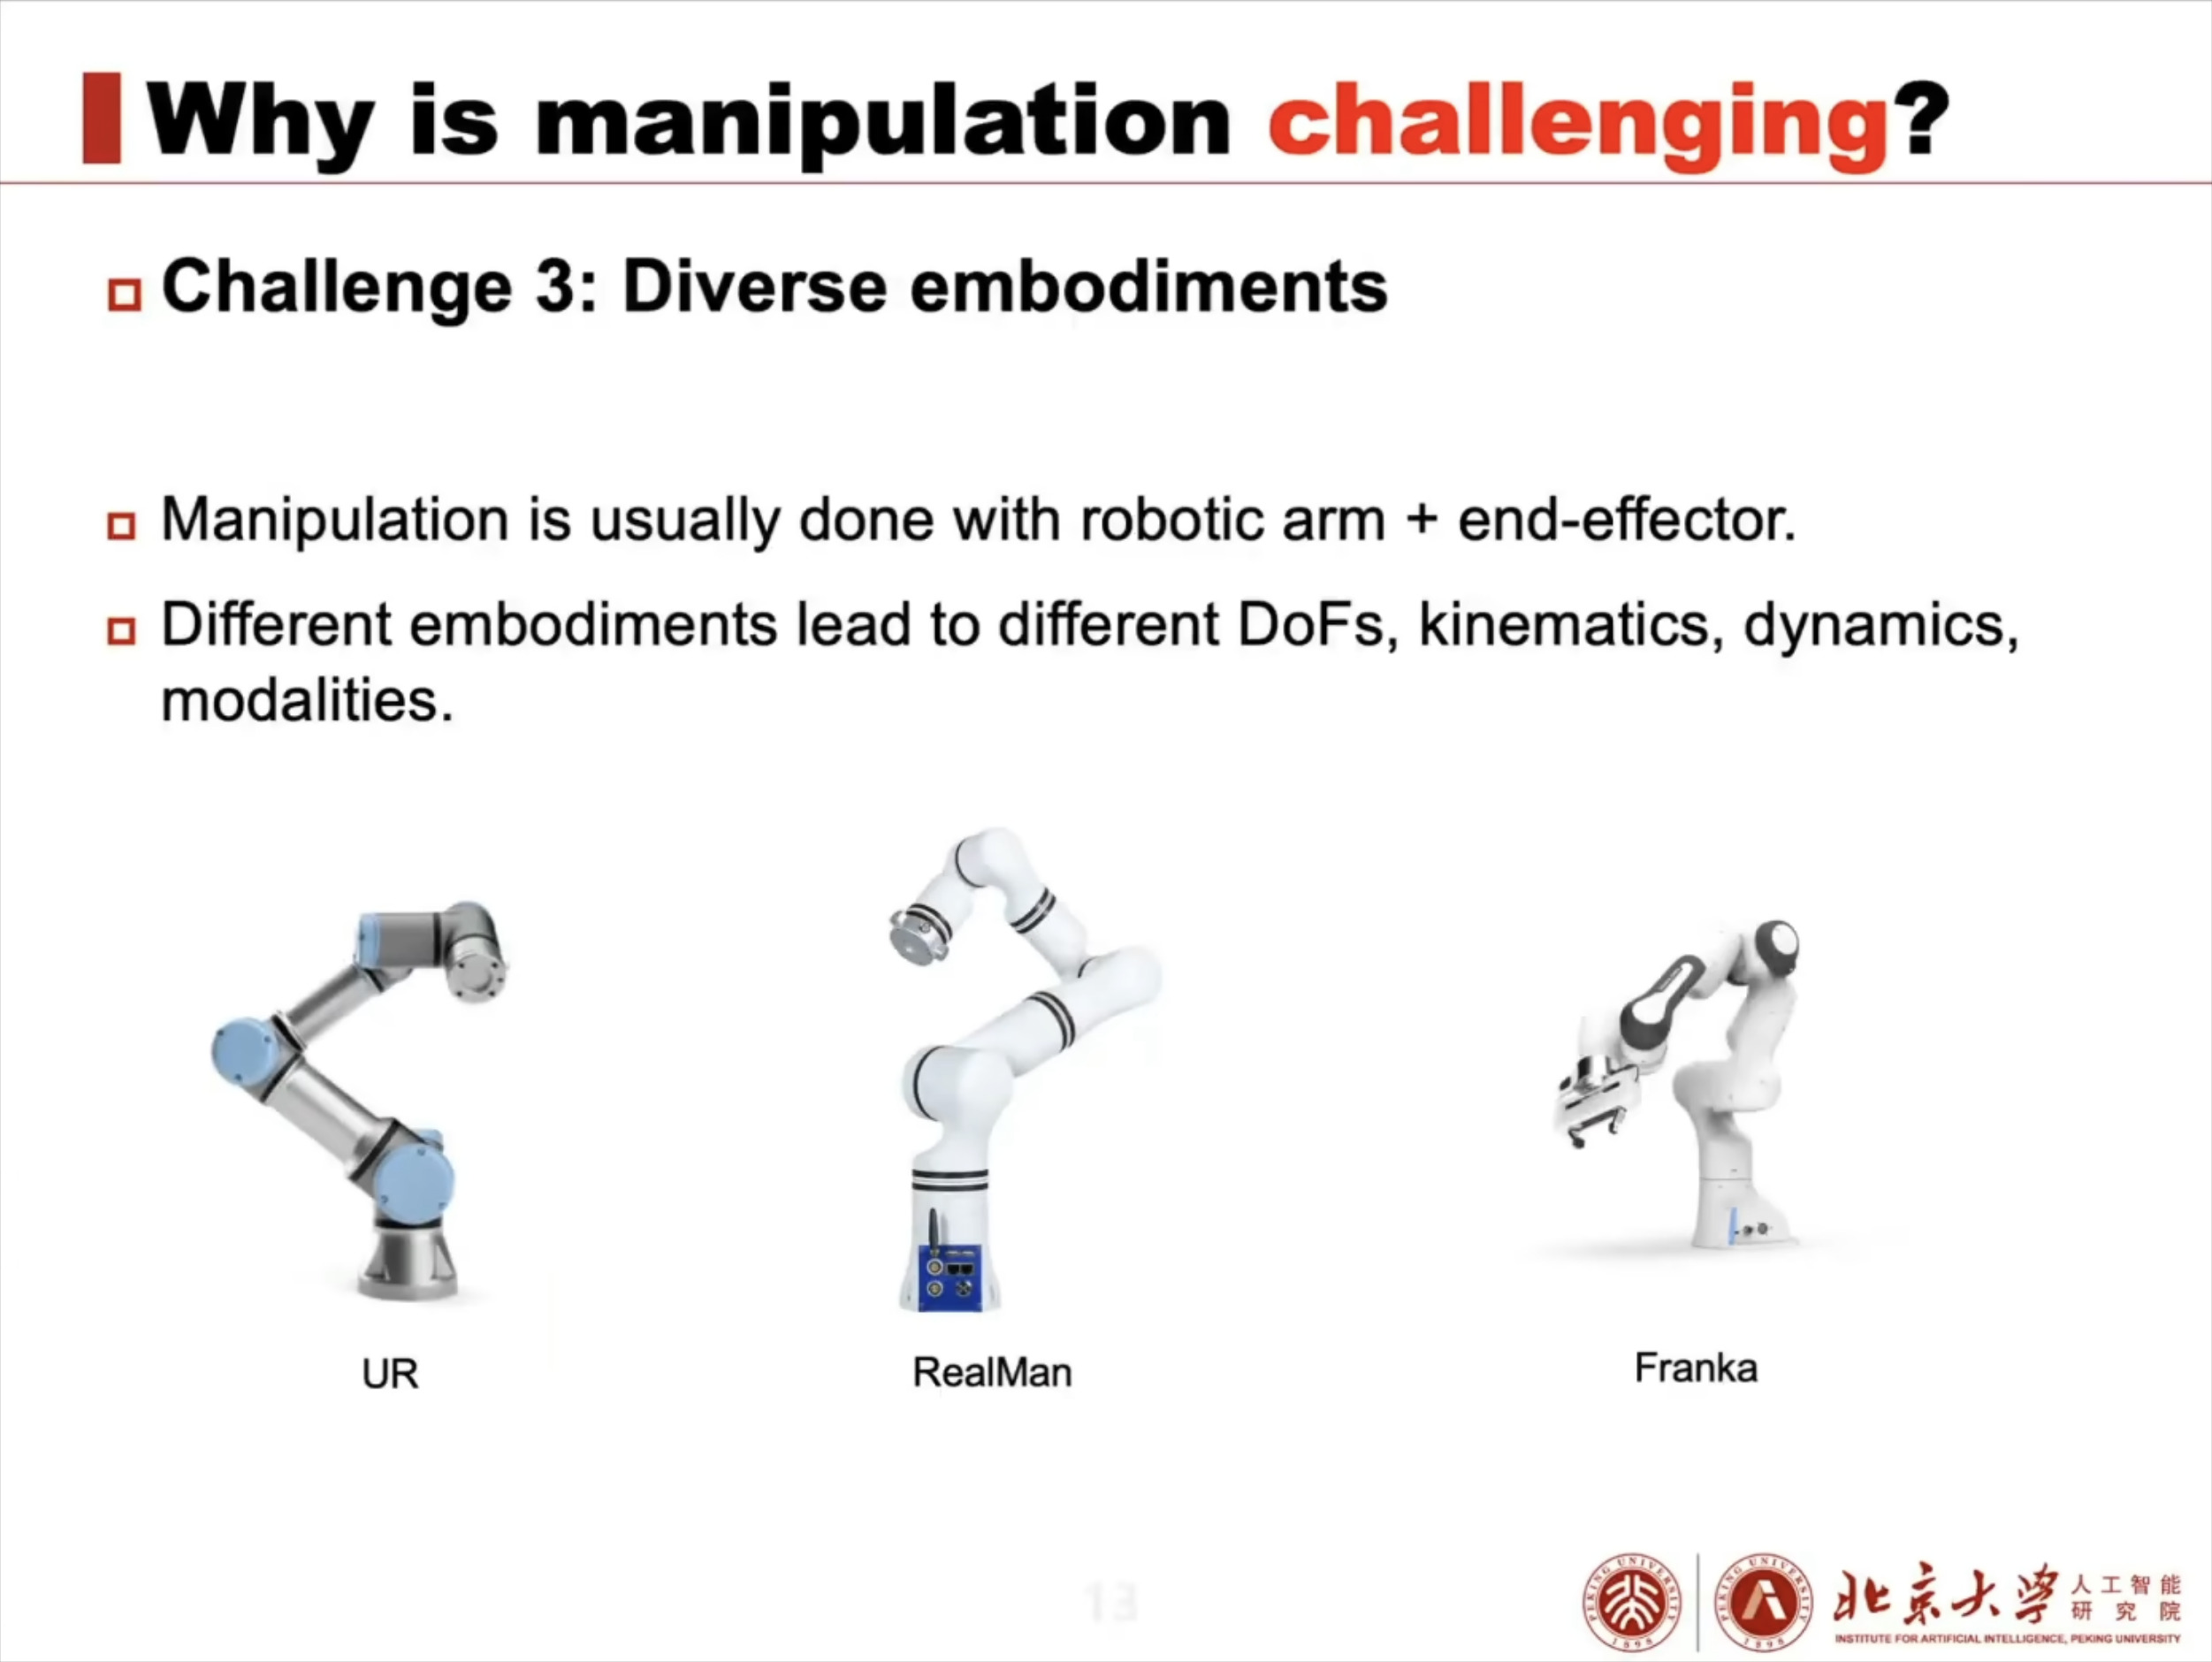 Why is manipulation challenging?
Challenge 3: Diverse embodiments
Manipulation is usually done with robotic arm + end-effector.
Different embodiments lead to different DoFs, kinematics, dynamics,
modalities.
UR
RealMan
Franka
13
PEKING UNIVERSITY
1898
PEKING UNIVERSITY
1898
北京大学
人工智能
研究院
INSTITUTE FOR ARTIFICIAL INTELLIGENCE, PEKING UNIVERSITY